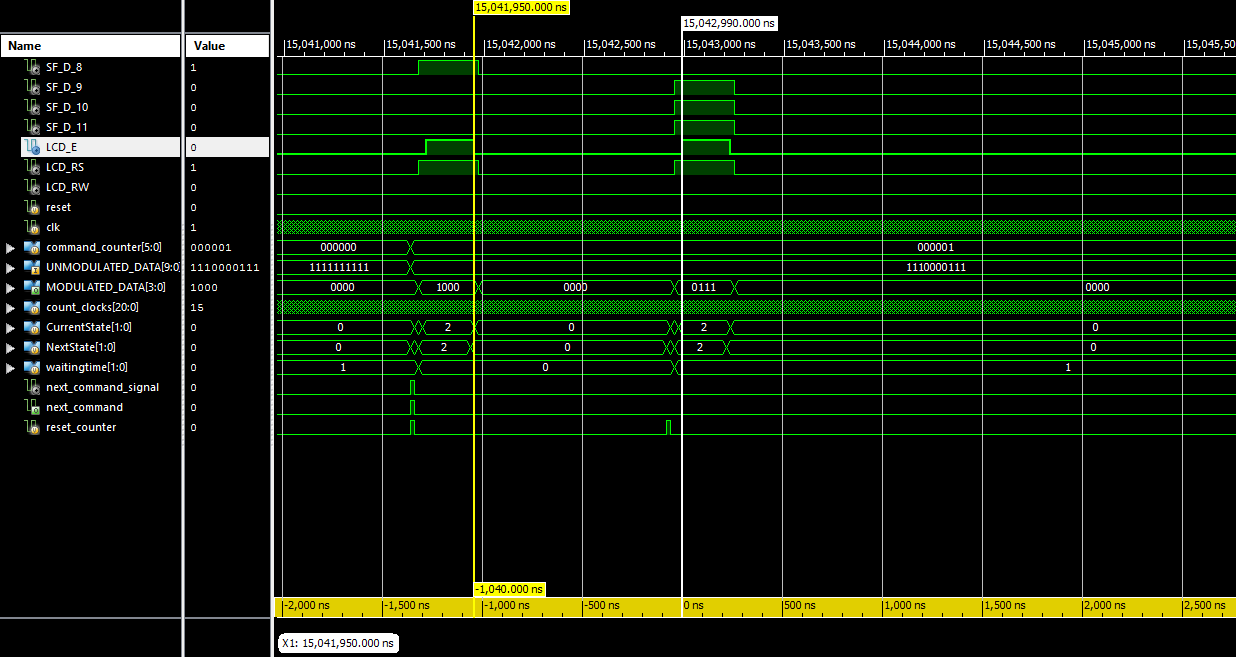 15,041,950.000 ns
15,042,990.000 ns
Name Value 15,041,000 ns 15,041,500 ns 15,042,000 ns 15,042,500 ns 15,043,000 ns 15,043,500 ns 15,044,000 ns 15,044,500 ns 15,045,000 ns 15,045,50
SF_D_8 1
SF_D_9 0
SF_D_10 0
SF_D_11 0
LCD_E 0
LCD_RS 1
LCD_RW 0
reset 0
clk 1
command_counter[5:0] 000001 000000 000001
UNMODULATED_DATA[9:0] 1110000111 1111111111 1110000111
MODULATED_DATA[3:0] 1000 0000 1000 0000 0111 0000
count_clocks[20:0] 15
CurrentState[1:0] 0 0 2 0 2 0
NextState[1:0] 0 0 2 0 2 0
waitingtime[1:0] 0 1 0 1
next_command_signal 0
next_command 0
reset_counter 0
-1,040.000 ns
-2,000 ns -1,500 ns -1,000 ns -500 ns 0 ns 500 ns 1,000 ns 1,500 ns 2,000 ns 2,500 ns
X1: 15,041,950.000 ns